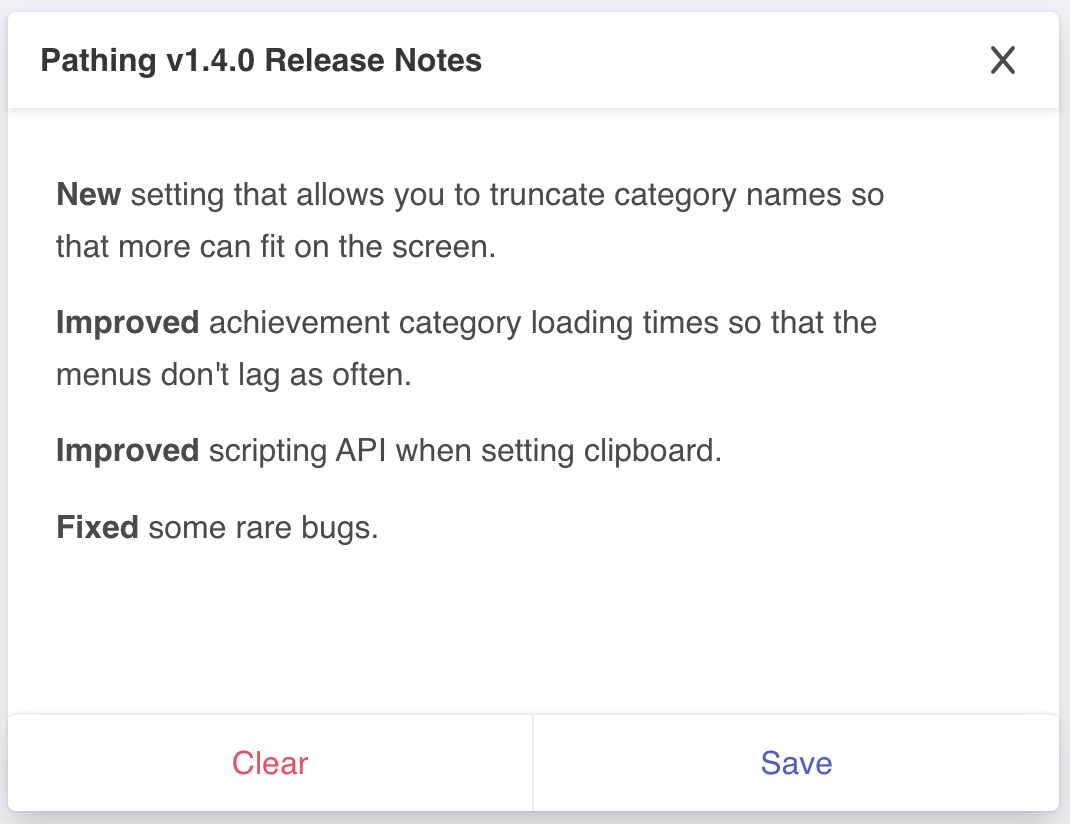 Pathing v1.4.0 Release Notes
New setting that allows you to truncate category names so
that more can fit on the screen.
Improved achievement category loading times so that the
menus don't lag as often.
Improved scripting API when setting clipboard.
Fixed some rare bugs.
Clear
Save